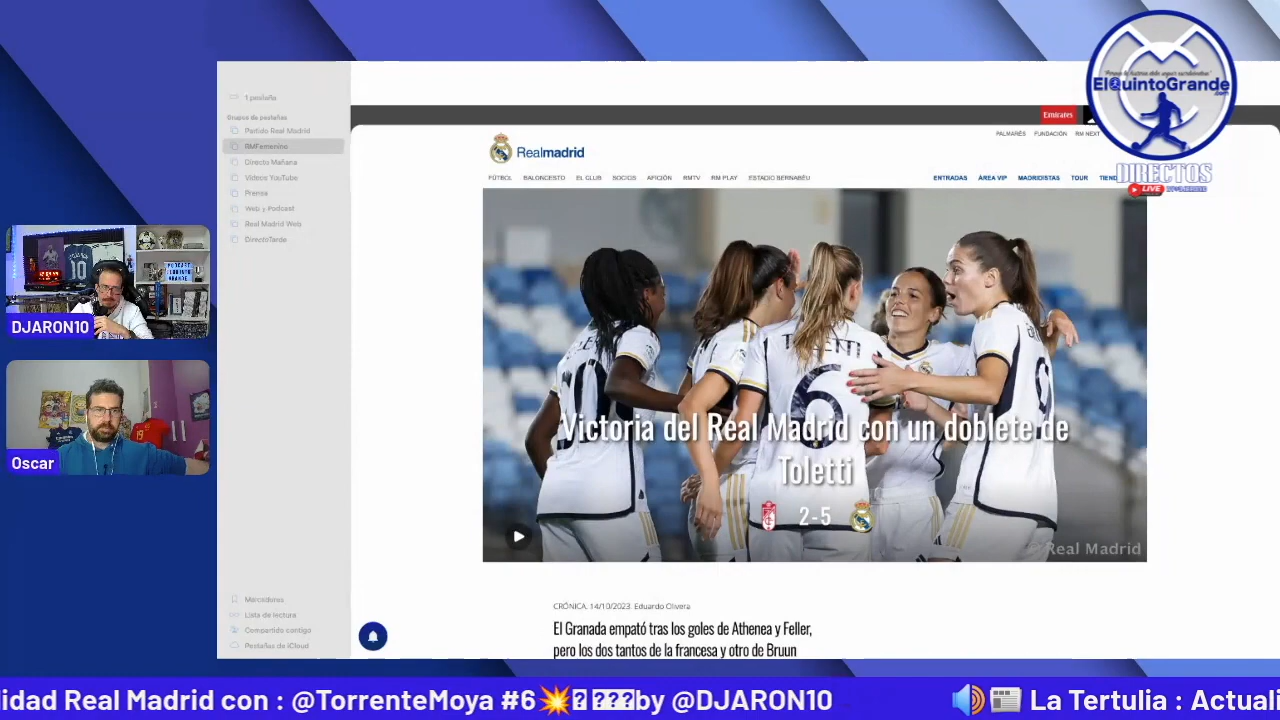 1 pestaña
Grupos de pestañas
Partido Real Madrid
RMFemenino
Directo Mañana
Videos YouTube
Prensa
Web y Podcast
Real Madrid Web
DirectoTarde
Marcadores
Lista de lectura
Compartido contigo
Pestañas de iCloud
Emirates
PALMARÉS FUNDACIÓN RM NEXT
Realmadrid
FÚTBOL BALONCESTO EL CLUB SOCIOS AFICIÓN RMTV RM PLAY ESTADIO BERNABÉU
ENTRADAS ÁREA VIP MADRIDISTAS TOUR
ElQuintoGrande
.com
DIRECTOS
LIVE
10
DJARON10
Oscar
TOLETTI
6
Victoria del Real Madrid con un doblete de
Toletti
2-5
Real Madrid
CRÓNICA. 14/10/2023. Eduardo Olivera
El Granada empató tras los goles de Athenea y Feller,
pero los dos tantos de la francesa y otro de Bruun
lidad Real Madrid con : @TorrenteMoya #6💥 by @DJARON10 🔊📰 La Tertulia : Actuali